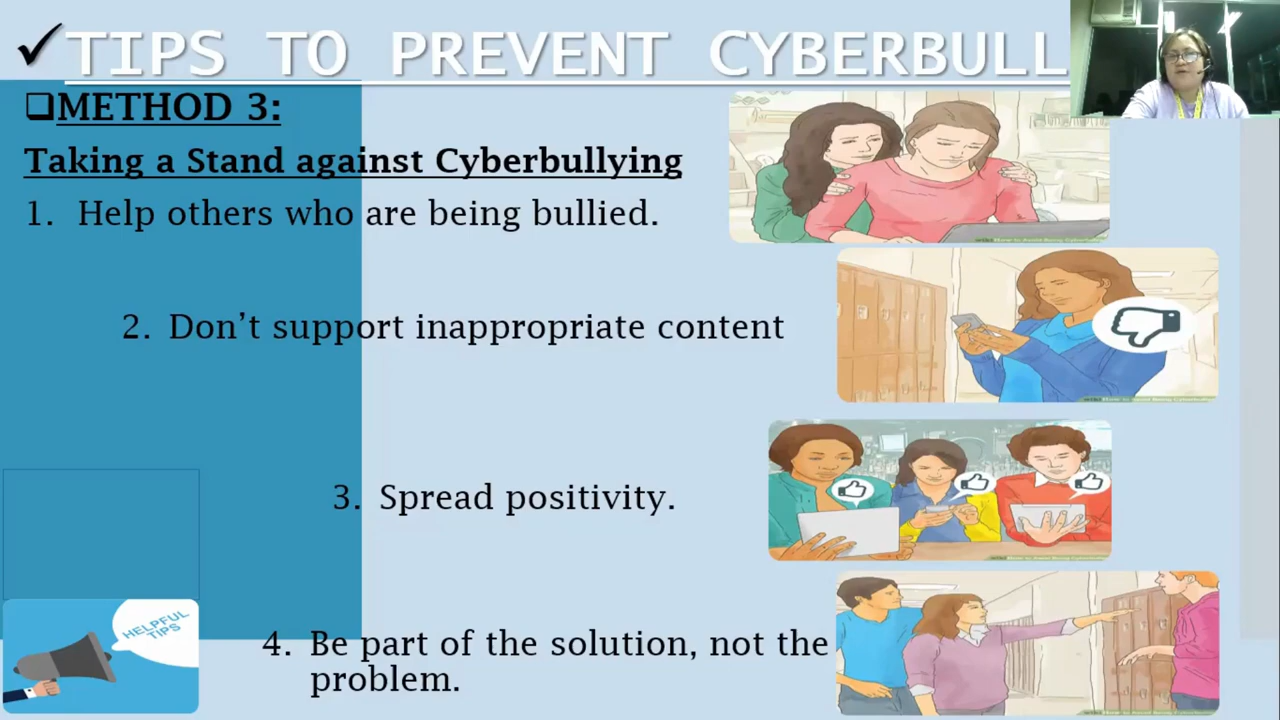 ✓TIPS TO PREVENT CYBERBULL
❑METHOD 3:
Taking a Stand against Cyberbullying
1. Help others who are being bullied.
2. Don't support inappropriate content
3. Spread positivity.
4. Be part of the solution, not the
problem.
HELPFUL
TIPS